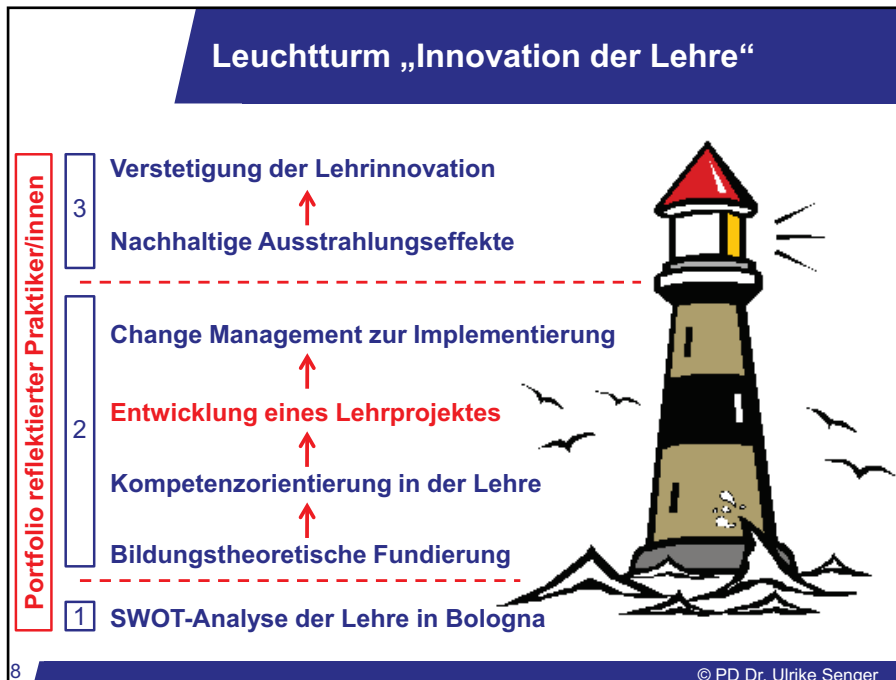 Leuchtturm „Innovation der Lehre“
Portfolio reflektierter Praktiker/innen
3
Verstetigung der Lehrinnovation
Nachhaltige Ausstrahlungseffekte
2
Change Management zur Implementierung
Entwicklung eines Lehrprojektes
Kompetenzorientierung in der Lehre
Bildungstheoretische Fundierung
1
SWOT-Analyse der Lehre in Bologna
8
© PD Dr. Ulrike Senger